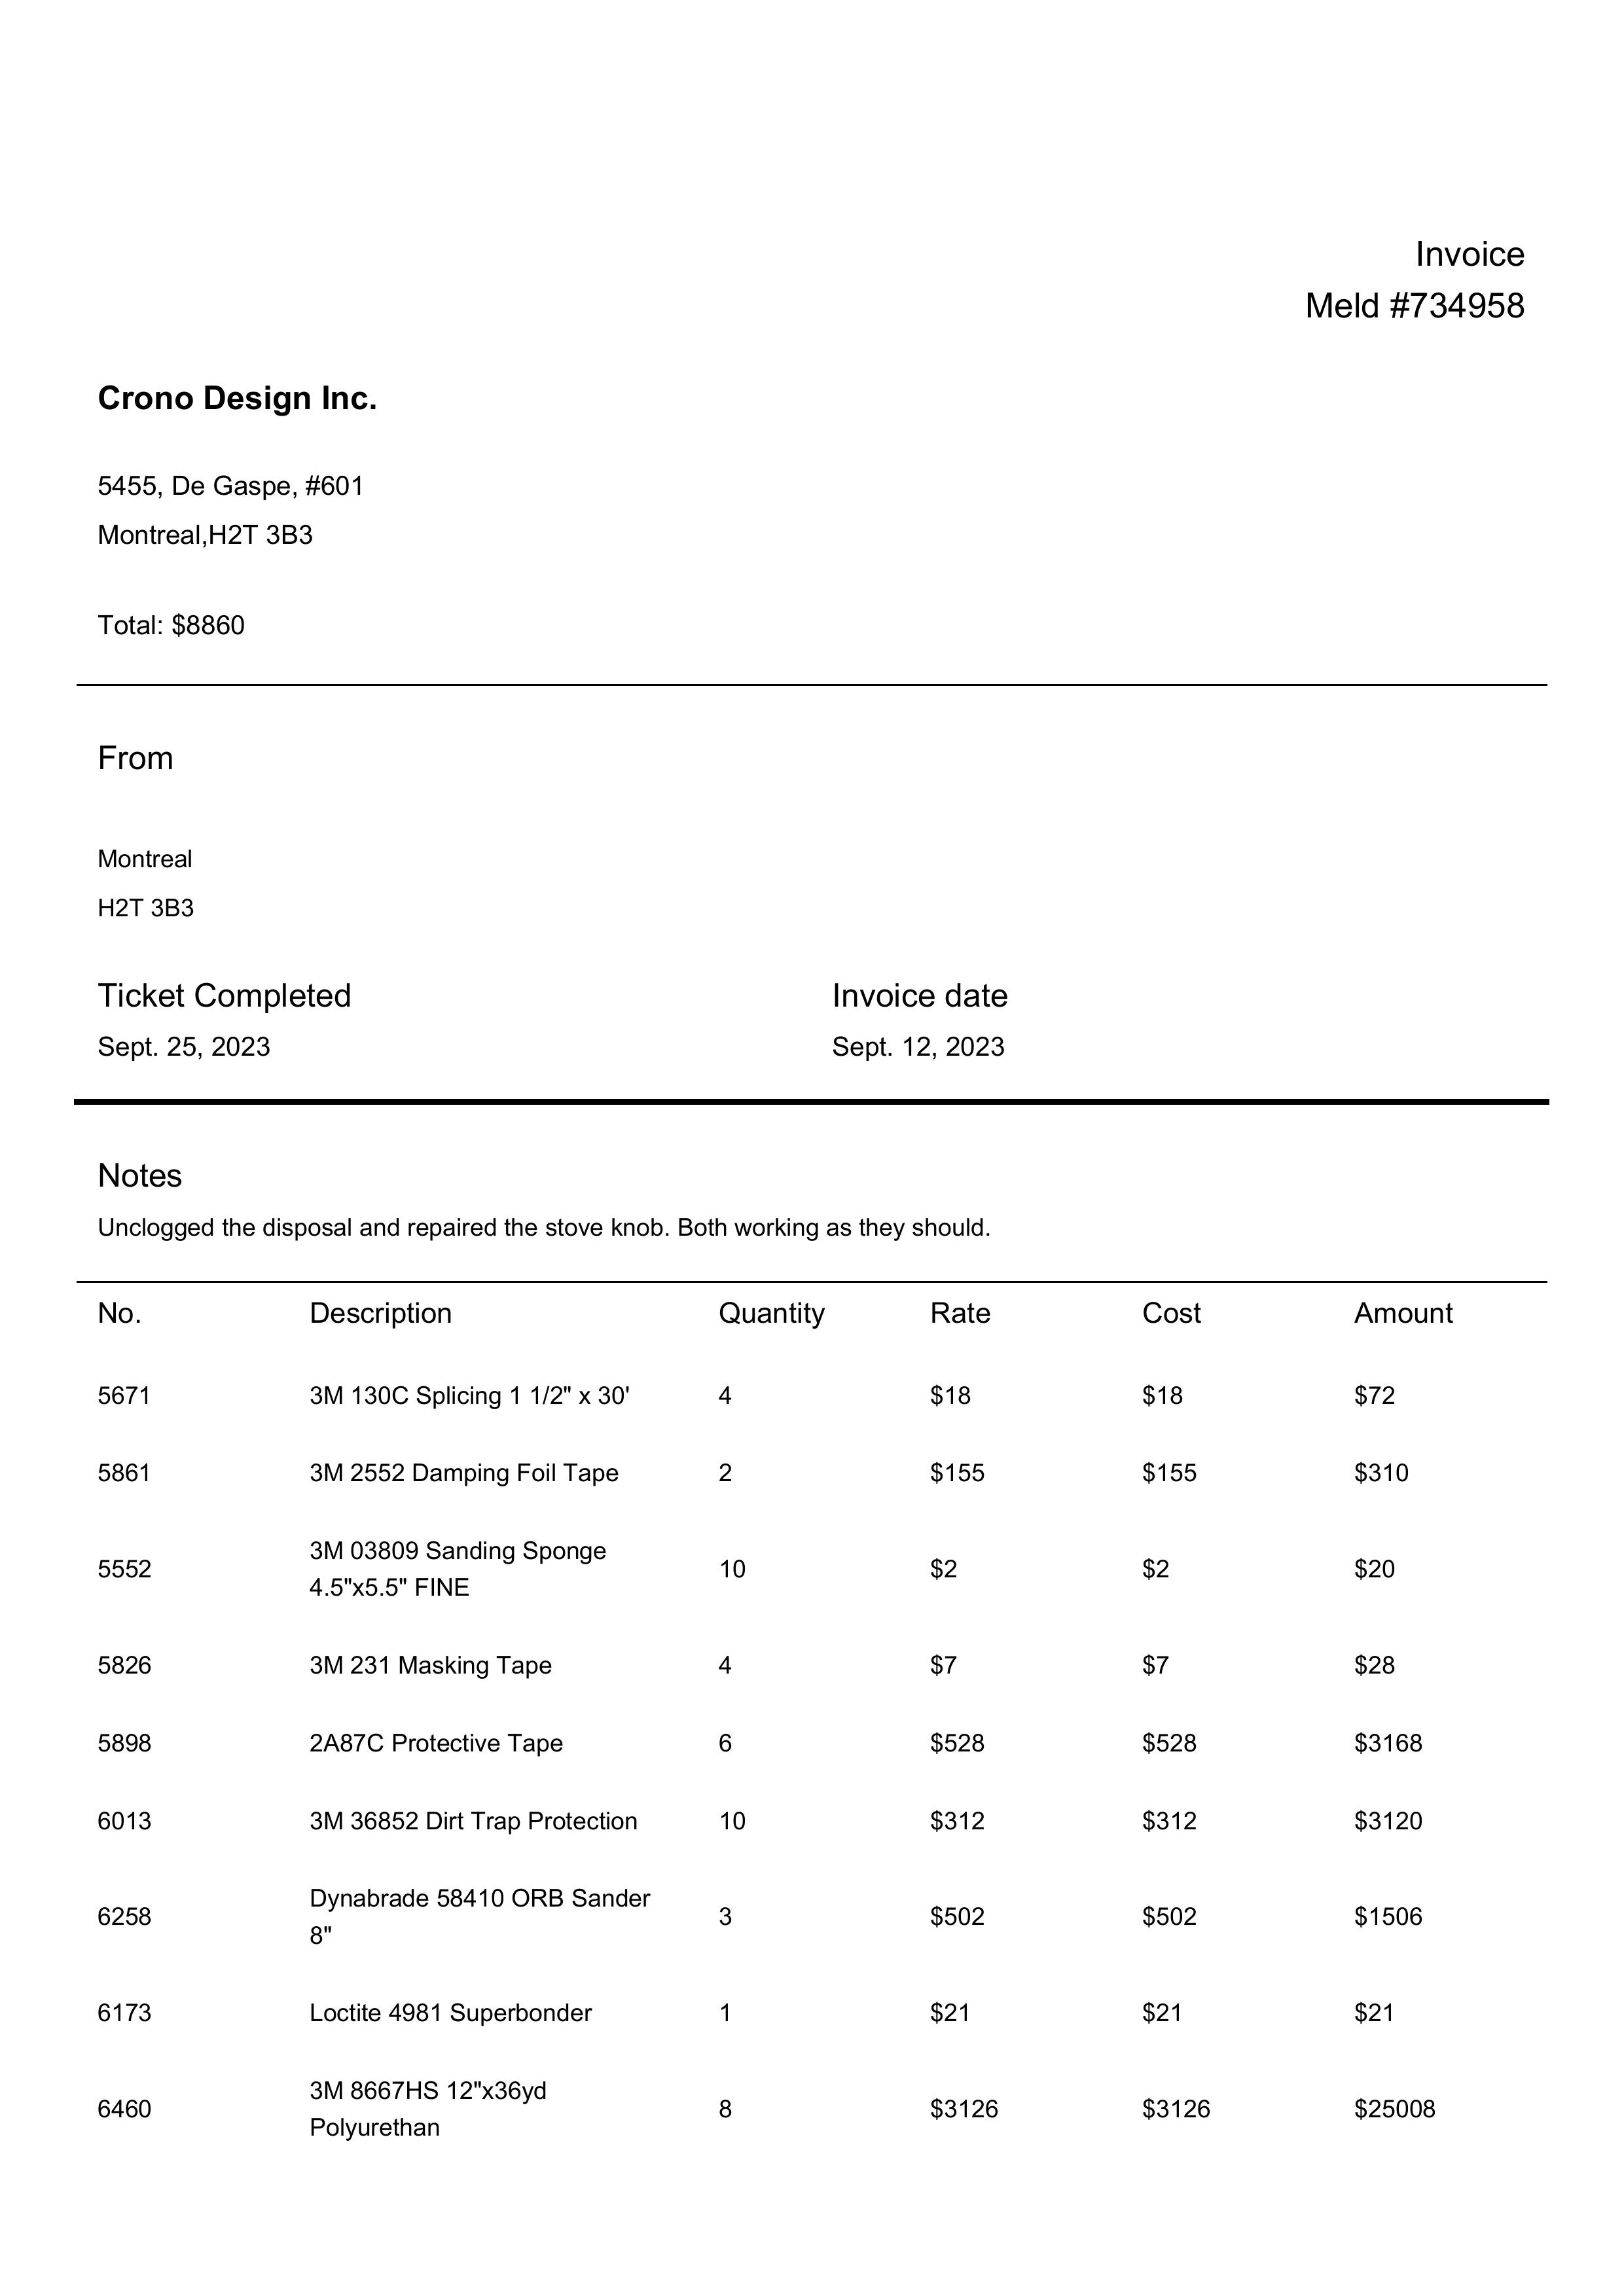 Invoice
Meld #734958
Crono Design Inc.
5455, De Gaspe, #601
Montreal,H2T 3B3
Total: $8860
From
Montreal
H2T 3B3
Ticket Completed Invoice date
Sept. 25, 2023 Sept. 12, 2023
Notes
Unclogged the disposal and repaired the stove knob. Both working as they should.
No. Description Quantity Rate Cost Amount
5671 3M 130C Splicing 1 1/2" x 30' 4 $18 $18 $72
5861 3M 2552 Damping Foil Tape 2 $155 $155 $310
5552 3M 03809 Sanding Sponge 10 $2 $2 $20
4.5"x5.5" FINE
5826 3M 231 Masking Tape 4 $7 $7 $28
5898 2A87C Protective Tape 6 $528 $528 $3168
6013 3M 36852 Dirt Trap Protection 10 $312 $312 $3120
6258 Dynabrade 58410 ORB Sander 3 $502 $502 $1506
8"
6173 Loctite 4981 Superbonder 1 $21 $21 $21
6460 3M 8667HS 12"x36yd 8 $3126 $3126 $25008
Polyurethan